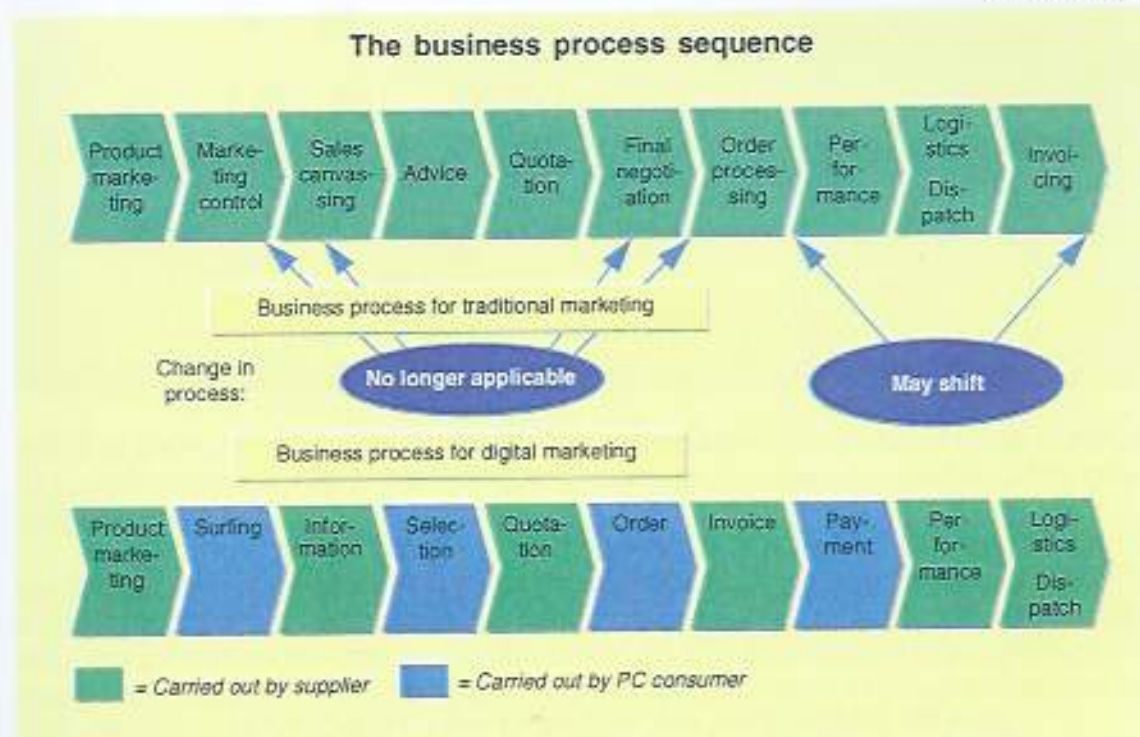 The business process sequence
Product
marke-
ting
Marke-
ting
control
Sales
canvas-
sing
Advice
Quota-
tion
Final
negoti-
ation
Order
proces-
sing
Per-
for-
mance
Logi-
stics
Dis-
patch
Invoi-
cing
Business process for traditional marketing
Change in
process:
No longer applicable
May shift
Business process for digital marketing
Product
marke-
ting
Surfing
Infor-
mation
Selec-
tion
Quota-
tion
Order
Invoice
Pay-
ment
Per
for-
mance
Logi-
stics
Dis-
patch
= Carried out by supplier
= Carried out by PC consumer